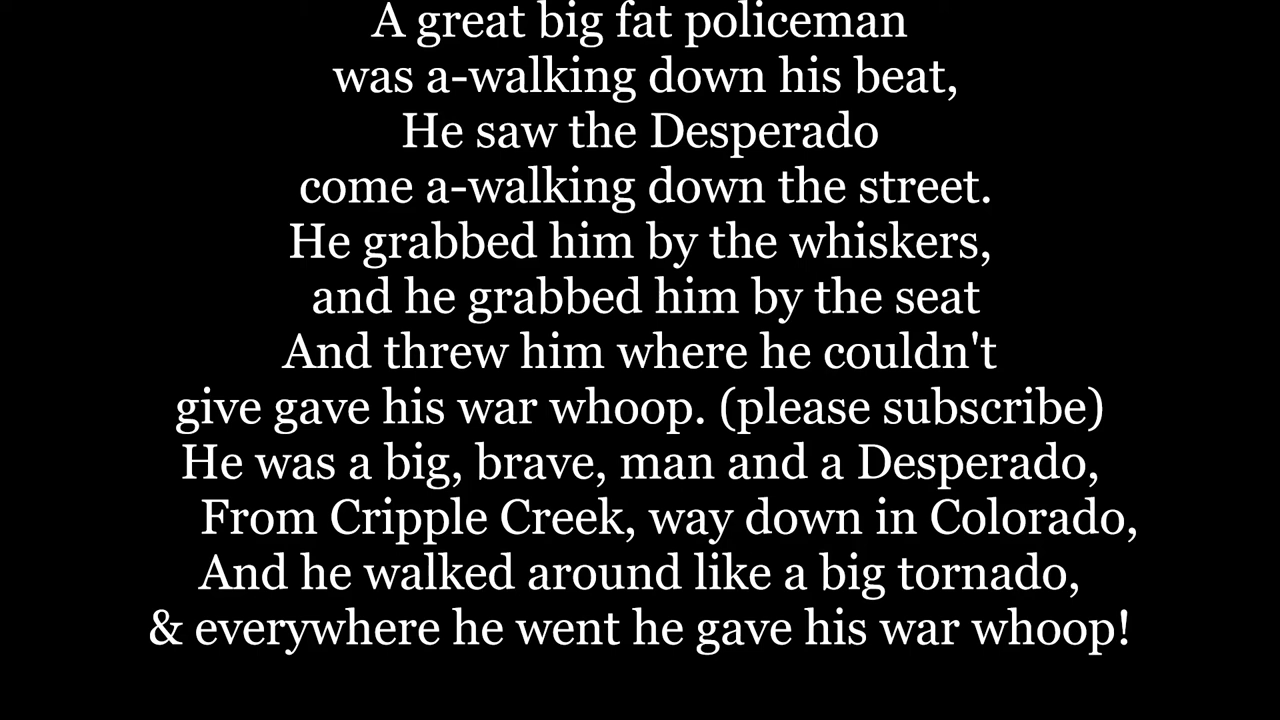 A great big fat policeman
was a-walking down his beat,
He saw the Desperado
come a-walking down the street.
He grabbed him by the whiskers,
and he grabbed him by the seat
And threw him where he couldn't
give gave his war whoop. (please subscribe)
He was a big, brave, man and a Desperado,
From Cripple Creek, way down in Colorado,
And he walked around like a big tornado,
& everywhere he went he gave his war whoop!